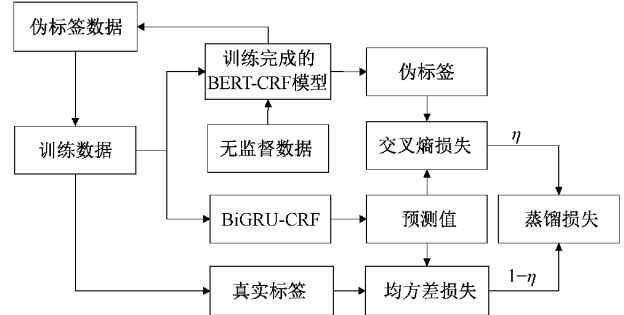 伪标签数据
训练完成的
BERT-CRF模型
伪标签
训练数据
无监督数据
交叉熵损失
η
BiGRU-CRF
预测值
蒸馏损失
真实标签
均方差损失
1−η